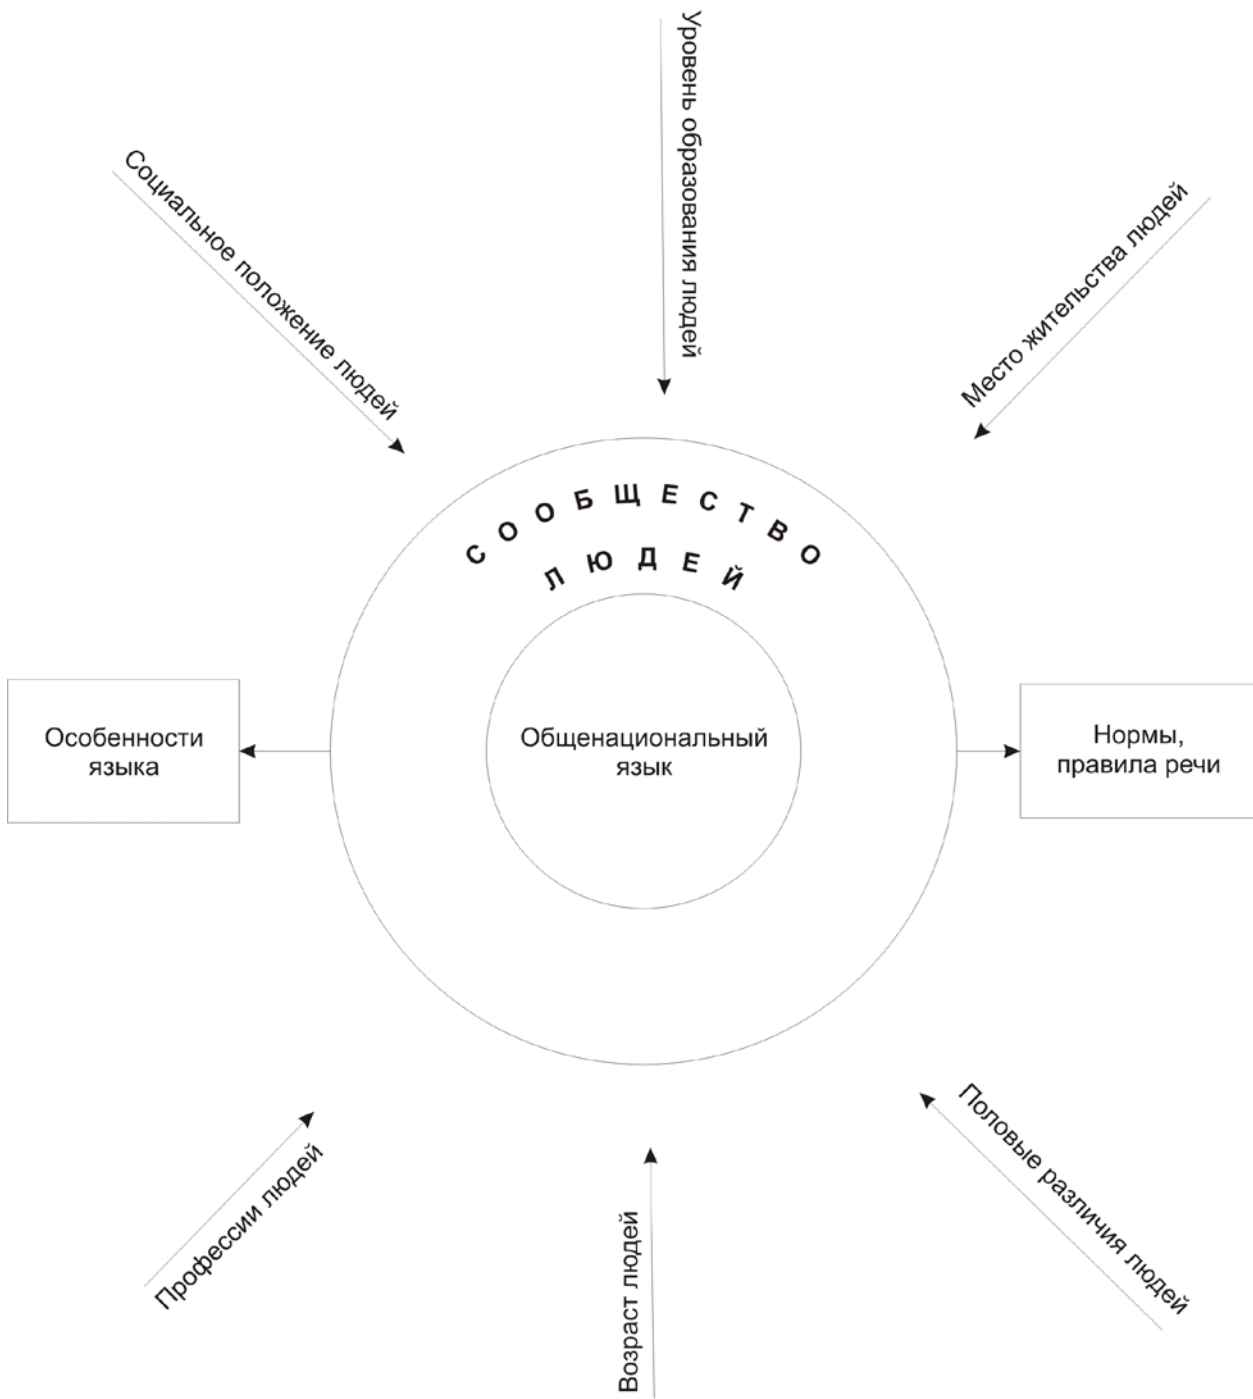 Уровень образования людей
Социальное положение людей
Место жительства людей
СООБЩЕСТВО
ЛЮДЕЙ
Особенности
языка
Общенациональный
язык
Нормы,
правила речи
Профессии людей
Возраст людей
Половые различия людей